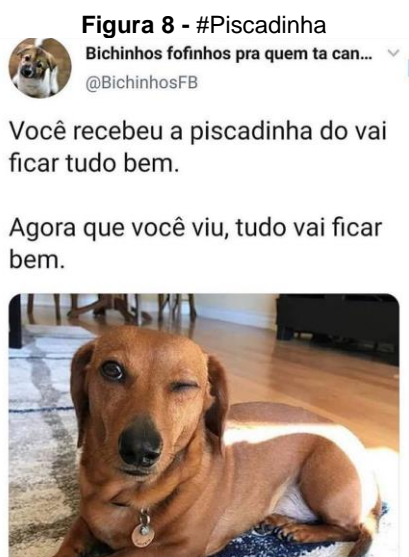 Figura 8 - #Piscadinha
Bichinhos fofinhos pra quem ta can...
@BichinhosFB
Você recebeu a piscadinha do vai
ficar tudo bem.
Agora que você viu, tudo vai ficar
bem.